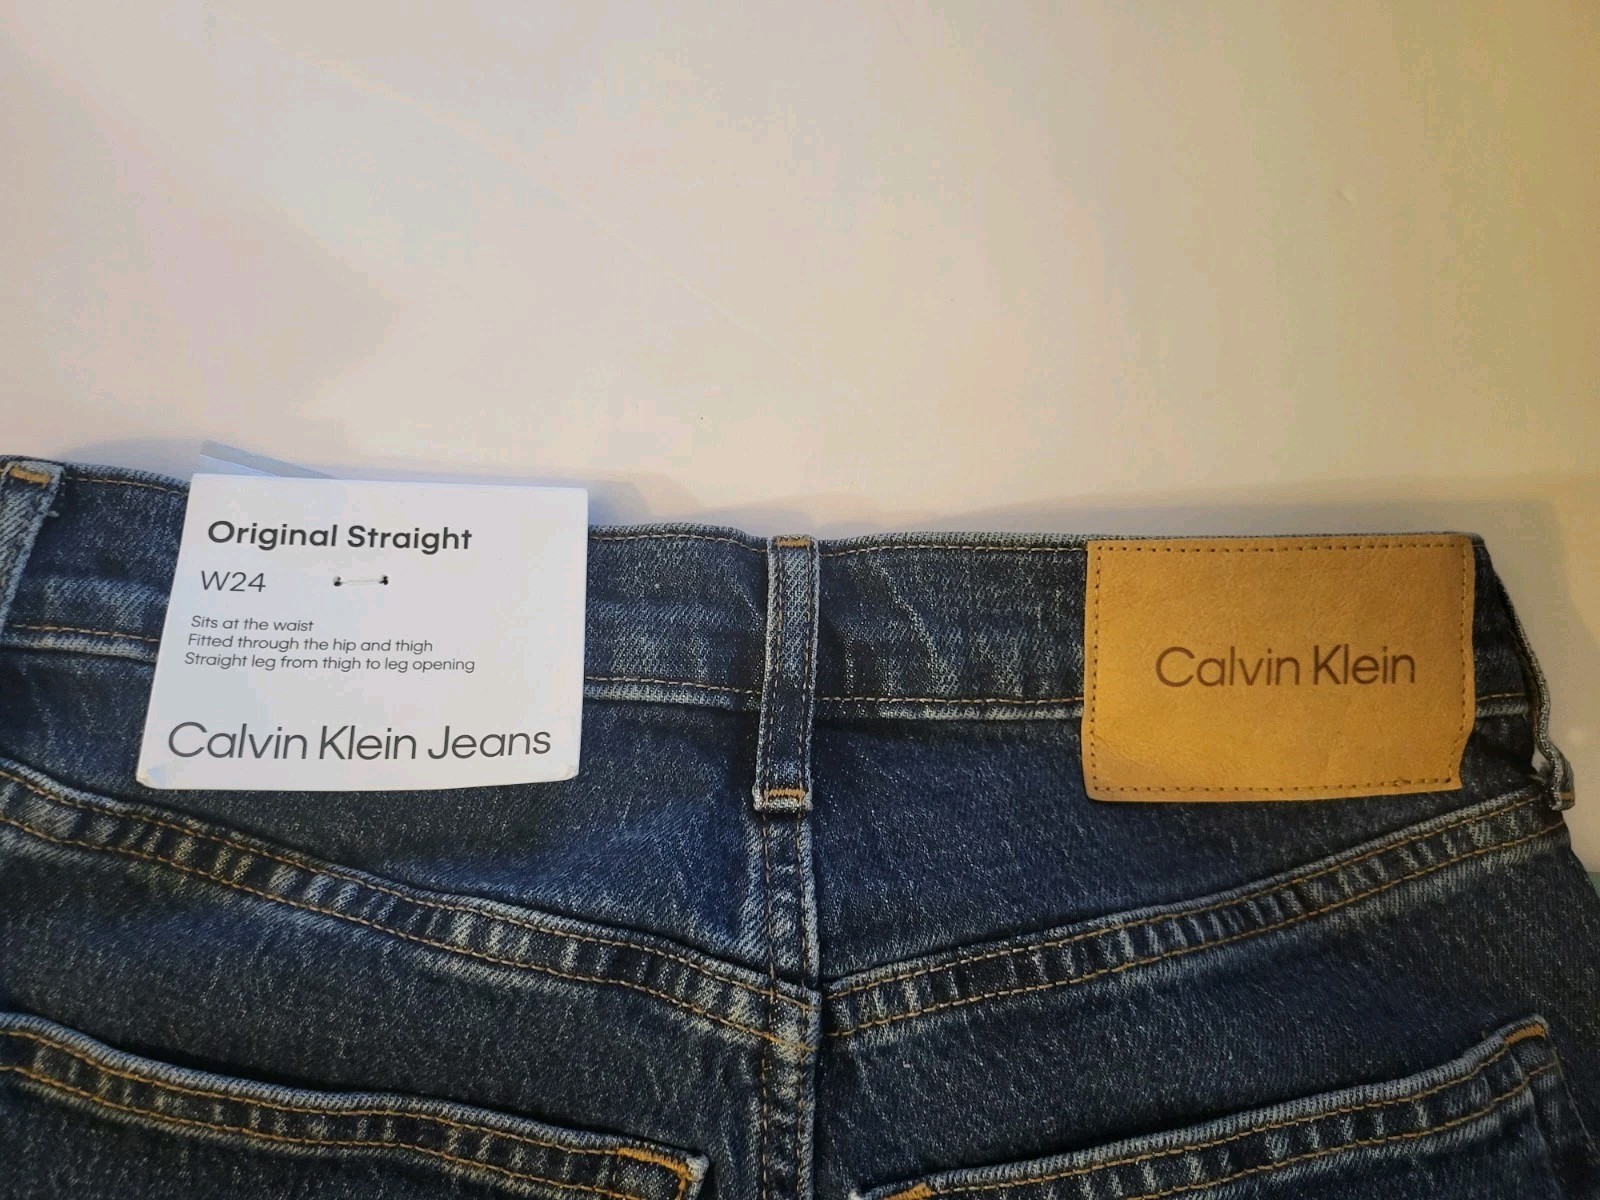 Original Straight
W24
Sits at the waist
Fitted through the hip and thigh
Straight leg from thigh to leg opening
Calvin Klein Jeans
Calvin Klein